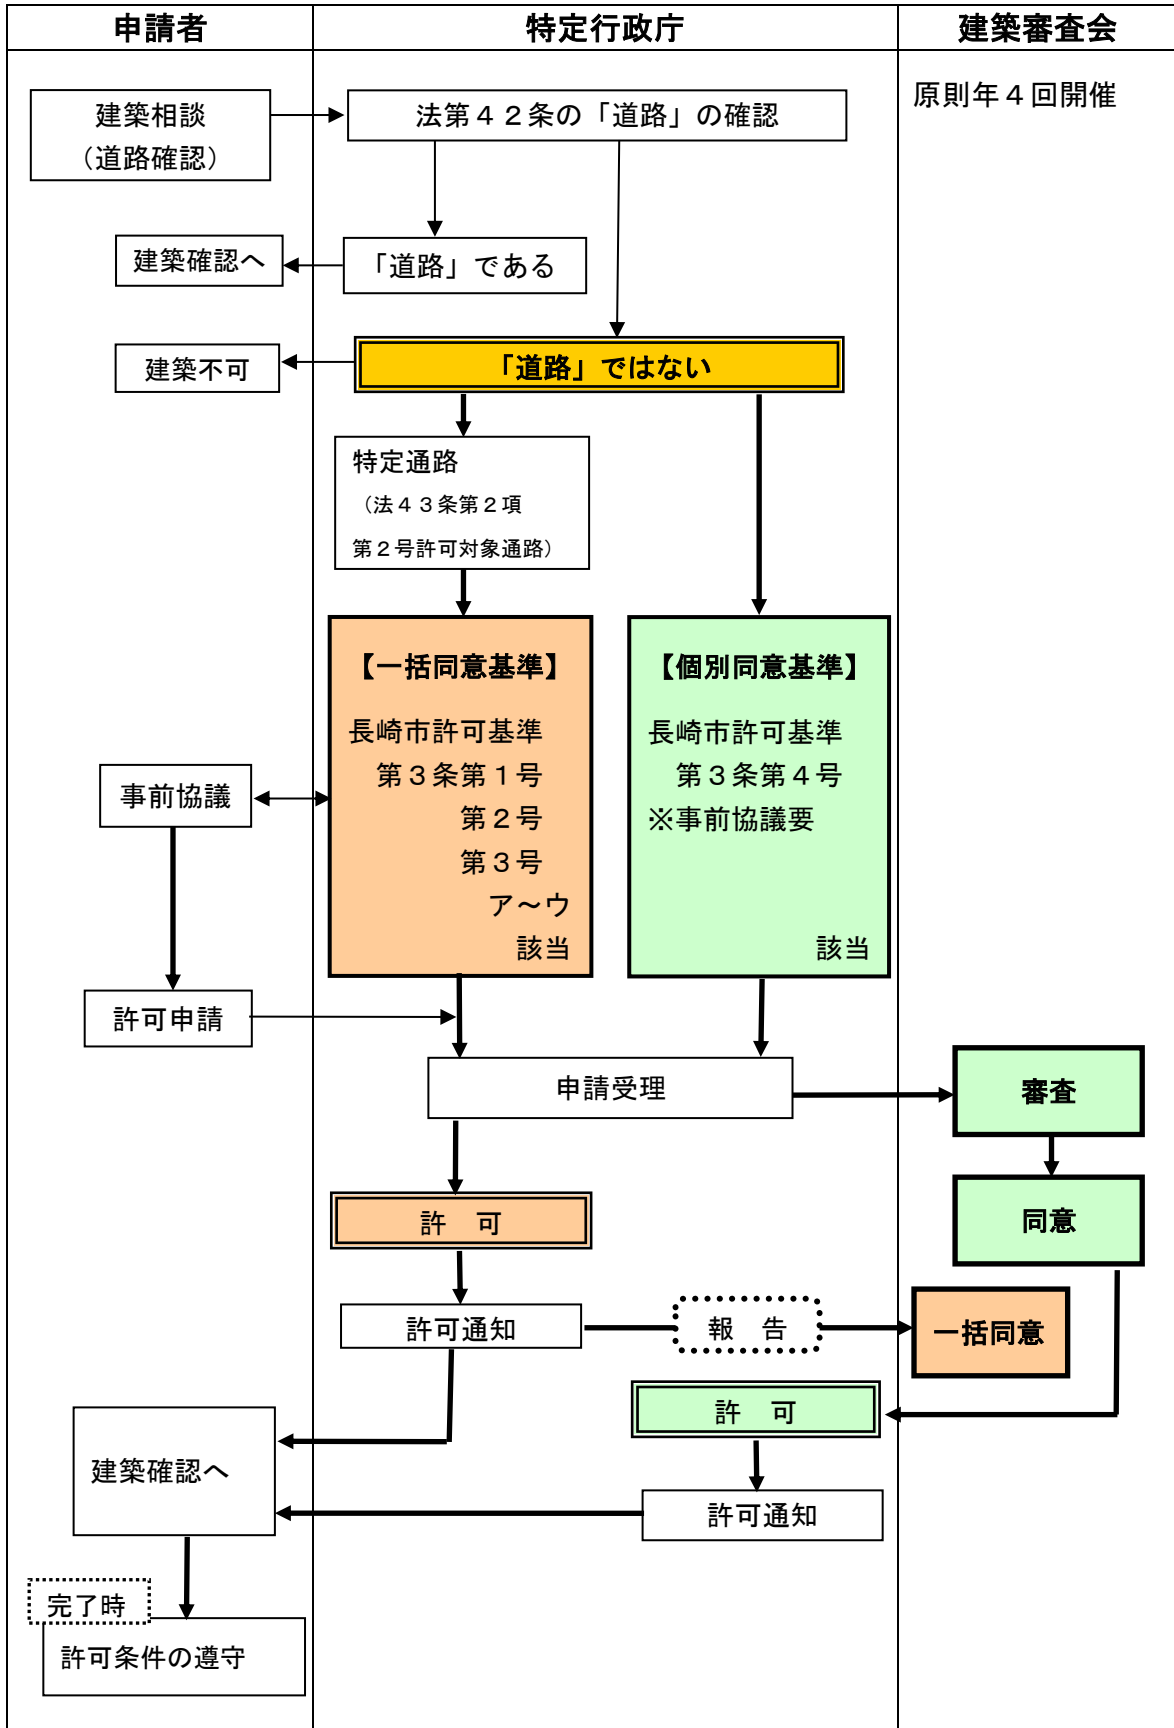 申請者
特定行政庁
建築審査会
原則年４回開催
建築相談
（道路確認）
法第４２条の「道路」の確認
建築確認へ
「道路」である
建築不可
「道路」ではない
特定通路
（法４３条第２項
第２号許可対象通路）
【一括同意基準】
長崎市許可基準
第３条第１号
第２号
第３号
ア～ウ
該当
【個別同意基準】
長崎市許可基準
第３条第４号
※事前協議要
該当
事前協議
許可申請
申請受理
審査
同意
許　可
許可通知
報　告
一括同意
許　可
建築確認へ
許可通知
完了時
許可条件の遵守